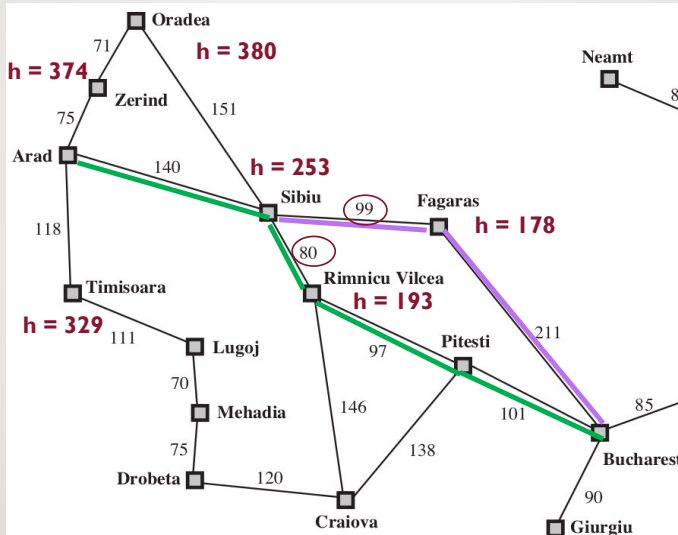 Oradea
71
h = 380
Neamt
h = 374
Zerind
8
151
75
Arad
140
h = 253
Sibiu
99
Fagaras
118
80
h = 178
Timisoara
Rimnicu Vilcea
h = 193
h = 329
111
211
Lugoj
97
Pitesti
70
146
85
Mehadia
101
75
138
Bucharest
Drobeta
120
90
Craiova
Giurgiu